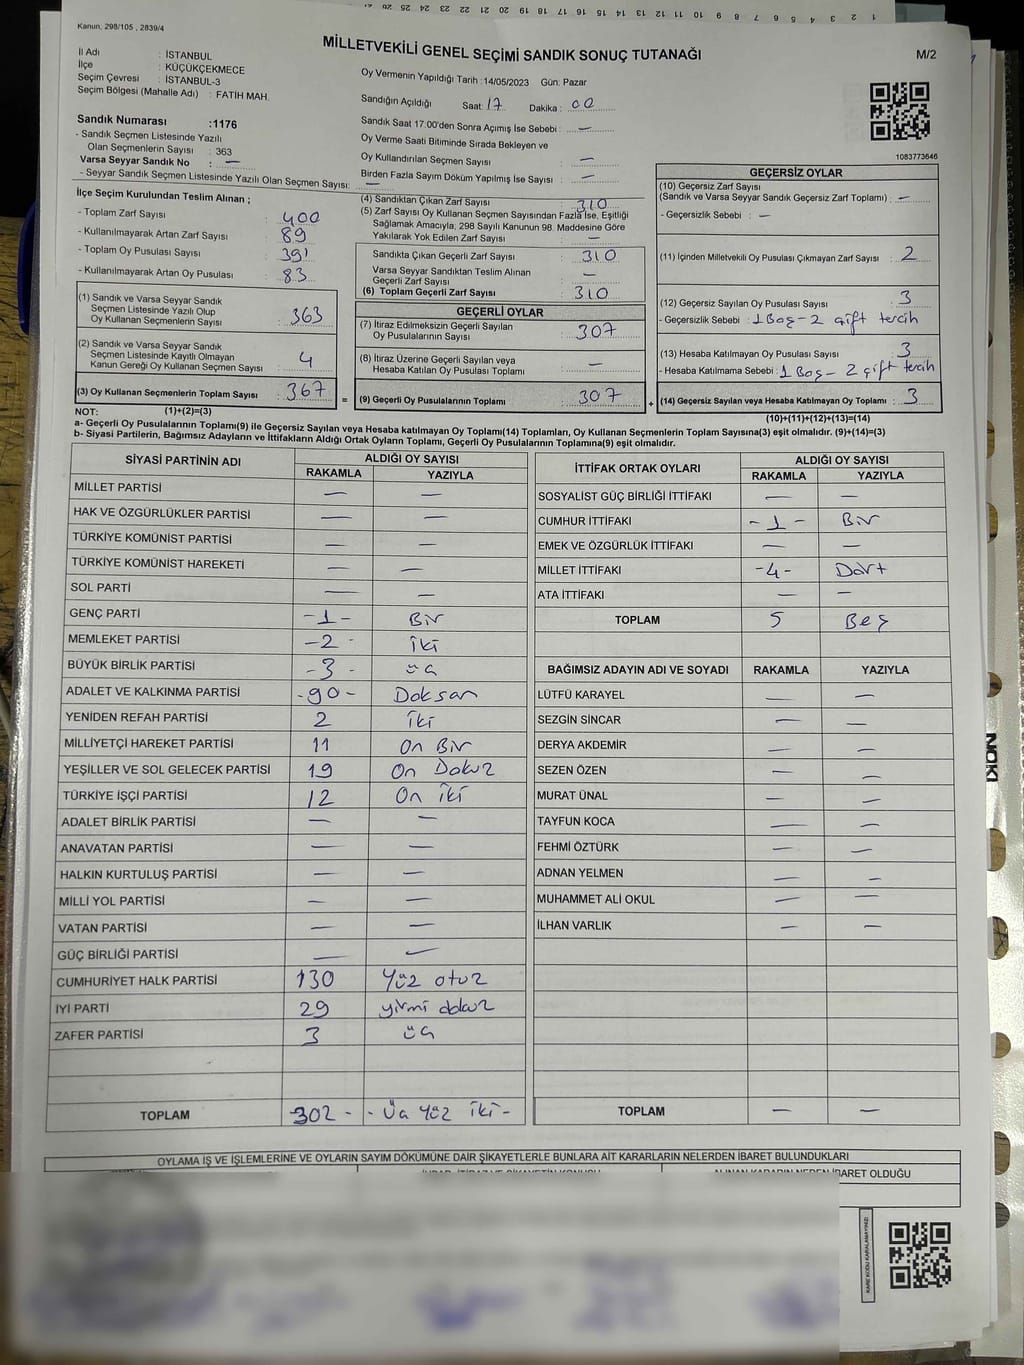 Kanun: 298/105 , 2839/4
MİLLETVEKİLİ GENEL SEÇİMİ SANDIK SONUÇ TUTANAĞI
M/2
İl Adı : İSTANBUL
İlçe : KÜÇÜKÇEKMECE
Seçim Çevresi : İSTANBUL-3
Seçim Bölgesi (Mahalle Adı) : FATİH MAH.
Sandık Numarası :1176
- Sandık Seçmen Listesinde Yazılı
Olan Seçmenlerin Sayısı : 363
Varsa Seyyar Sandık No : —
- Seyyar Sandık Seçmen Listesinde Yazılı Olan Seçmen Sayısı: —
Oy Vermenin Yapıldığı Tarih :14/05/2023 Gün: Pazar
Sandığın Açıldığı Saat: 17 Dakika : 00
Sandık Saat 17:00'den Sonra Açımış İse Sebebi : —
Oy Verme Saati Bitiminde Sırada Bekleyen ve
Oy Kullandırılan Seçmen Sayısı : —
Birden Fazla Sayım Döküm Yapılmış İse Sayısı : —
1083773646
İlçe Seçim Kurulundan Teslim Alınan ;
- Toplam Zarf Sayısı : 400
- Kullanılmayarak Artan Zarf Sayısı : 89
- Toplam Oy Pusulası Sayısı : 391
- Kullanılmayarak Artan Oy Pusulası : 83
(1) Sandık ve Varsa Seyyar Sandık
Seçmen Listesinde Yazılı Olup
Oy Kullanan Seçmenlerin Sayısı : 363
(2) Sandık ve Varsa Seyyar Sandık
Seçmen Listesinde Kayıtlı Olmayan
Kanun Gereği Oy Kullanan Seçmen Sayısı : 4
(3) Oy Kullanan Seçmenlerin Toplam Sayısı : 367
(4) Sandıktan Çıkan Zarf Sayısı : 310
(5) Zarf Sayısı Oy Kullanan Seçmen Sayısından Fazla İse, Eşitliği
Sağlamak Amacıyla, 298 Sayılı Kanunun 98. Maddesine Göre
Yakılarak Yok Edilen Zarf Sayısı : —
Sandıkta Çıkan Geçerli Zarf Sayısı : 310
Varsa Seyyar Sandıktan Teslim Alınan
Geçerli Zarf Sayısı : —
(6) Toplam Geçerli Zarf Sayısı : 310
GEÇERLİ OYLAR
(7) İtiraz Edilmeksizin Geçerli Sayılan
Oy Pusulalarının Sayısı : 307
(8) İtiraz Üzerine Geçerli Sayılan veya
Hesaba Katılan Oy Pusulası Toplamı : —
= (9) Geçerli Oy Pusulalarının Toplamı : 307 +
GEÇERSİZ OYLAR
(10) Geçersiz Zarf Sayısı
(Sandık ve Varsa Seyyar Sandık Geçersiz Zarf Toplamı) : —
- Geçersizlik Sebebi : —
(11) İçinden Milletvekili Oy Pusulası Çıkmayan Zarf Sayısı : 2
(12) Geçersiz Sayılan Oy Pusulası Sayısı : 3
- Geçersizlik Sebebi : 1 Boş - 2 çift tercih
(13) Hesaba Katılmayan Oy Pusulası Sayısı : 3
- Hesaba Katılmama Sebebi : 1 Boş - 2 çift tercih
(14) Geçersiz Sayılan veya Hesaba Katılmayan Oy Toplamı : 3
NOT: (1)+(2)=(3)
(10)+(11)+(12)+(13)=(14)
a- Geçerli Oy Pusulalarının Toplamı(9) ile Geçersiz Sayılan veya Hesaba katılmayan Oy Toplamı(14) Toplamları, Oy Kullanan Seçmenlerin Toplam Sayısına(3) eşit olmalıdır. (9)+(14)=(3)
b- Siyasi Partilerin, Bağımsız Adayların ve İttifakların Aldığı Ortak Oyların Toplamı, Geçerli Oy Pusulalarının Toplamına(9) eşit olmalıdır.
SİYASİ PARTİNİN ADI ALDIĞI OY SAYISI
RAKAMLA YAZIYLA
MİLLET PARTİSİ — —
HAK VE ÖZGÜRLÜKLER PARTİSİ — —
TÜRKİYE KOMÜNİST PARTİSİ — —
TÜRKİYE KOMÜNİST HAREKETİ — —
SOL PARTİ — —
GENÇ PARTİ -1- Bir
MEMLEKET PARTİSİ -2- iki
BÜYÜK BİRLİK PARTİSİ -3- üç
ADALET VE KALKINMA PARTİSİ -90- Doksan
YENİDEN REFAH PARTİSİ 2 iki
MİLLİYETÇİ HAREKET PARTİSİ 11 On Bir
YEŞİLLER VE SOL GELECEK PARTİSİ 19 On Dokuz
TÜRKİYE İŞÇİ PARTİSİ 12 On iki
ADALET BİRLİK PARTİSİ — —
ANAVATAN PARTİSİ — —
HALKIN KURTULUŞ PARTİSİ — —
MİLLİ YOL PARTİSİ — —
VATAN PARTİSİ — —
GÜÇ BİRLİĞİ PARTİSİ — —
CUMHURİYET HALK PARTİSİ 130 Yüz otuz
İYİ PARTİ 29 yirmi dokuz
ZAFER PARTİSİ 3 üç
TOPLAM -302- - Üç Yüz iki -
İTTİFAK ORTAK OYLARI ALDIĞI OY SAYISI
RAKAMLA YAZIYLA
SOSYALİST GÜÇ BİRLİĞİ İTTİFAKI — —
CUMHUR İTTİFAKI -1- Bir
EMEK VE ÖZGÜRLÜK İTTİFAKI — —
MİLLET İTTİFAKI -4- Dört
ATA İTTİFAKI — —
TOPLAM 5 Beş
BAĞIMSIZ ADAYIN ADI VE SOYADI RAKAMLA YAZIYLA
LÜTFÜ KARAYEL — —
SEZGİN SİNCAR — —
DERYA AKDEMİR — —
SEZEN ÖZEN — —
MURAT ÜNAL — —
TAYFUN KOCA — —
FEHMİ ÖZTÜRK — —
ADNAN YELMEN — —
MUHAMMET ALİ OKUL — —
İLHAN VARLIK — —
TOPLAM — —
OYLAMA İŞ VE İŞLEMLERİNE VE OYLARIN SAYIM DÖKÜMÜNE DAİR ŞİKAYETLERLE BUNLARA AİT KARARLARIN NELERDEN İBARET BULUNDUKLARI
ALINAN KARARIN NEDEN İBARET OLDUĞU
KARE KODU KARALAMAYINIZ!